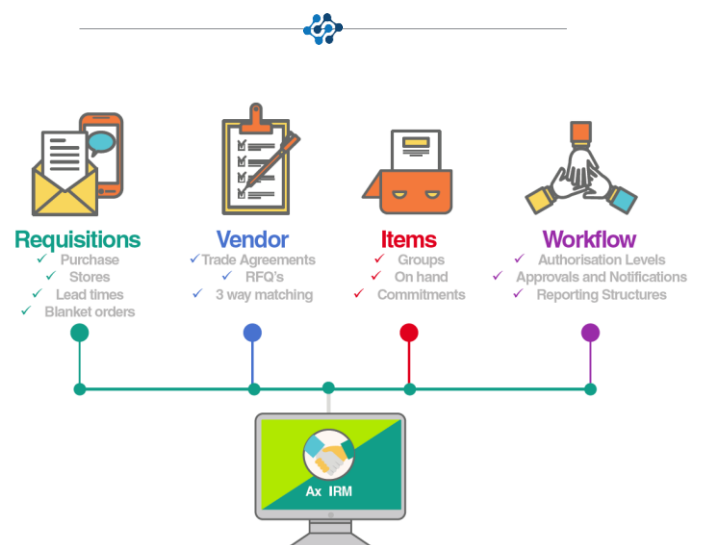 Requisitions
✓ Purchase
✓ Stores
✓ Lead times
✓ Blanket orders
Vendor
✓ Trade Agreements
✓ RFQ's
✓ 3 way matching
Items
✓ Groups
✓ On hand
✓ Commitments
Workflow
✓ Authorisation Levels
✓ Approvals and Notifications
✓ Reporting Structures
Ax IRM